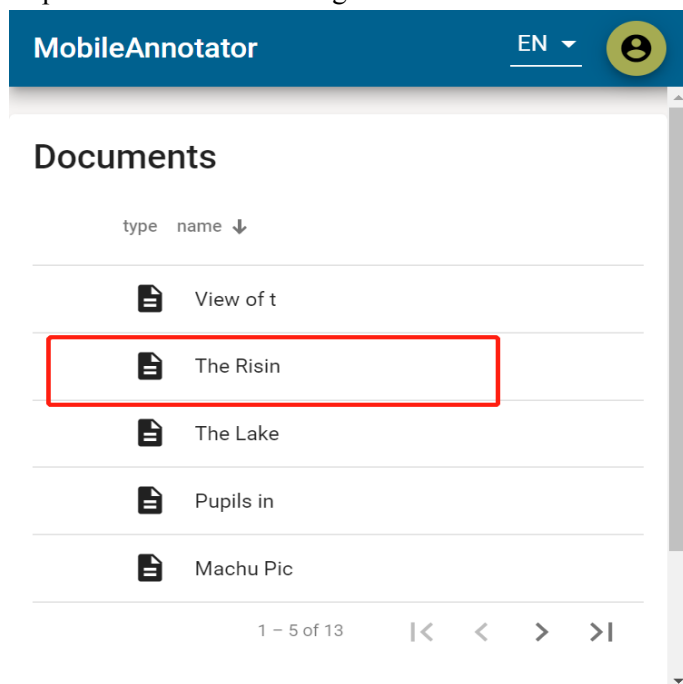 MobileAnnotator EN
Documents
type name
View of t
The Risin
The Lake
Pupils in
Machu Pic
1 – 5 of 13